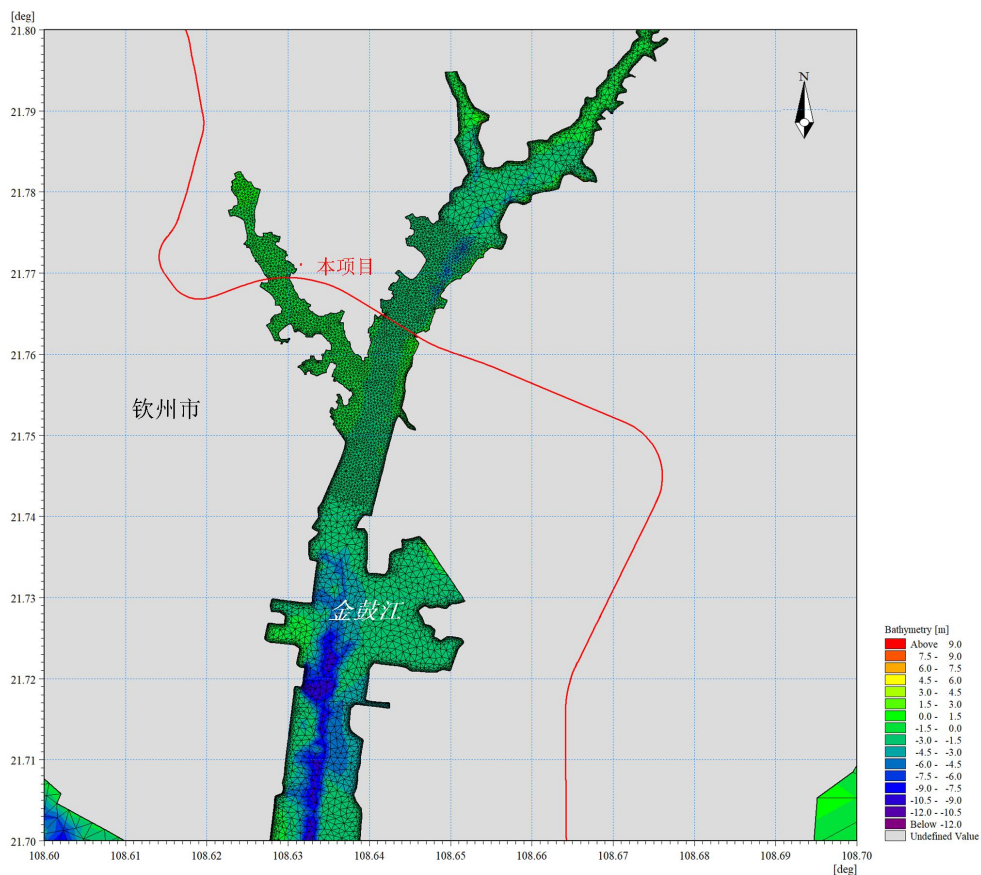 [deg]
21.80
21.79
21.78
21.77
21.76
21.75
21.74
21.73
21.72
21.71
21.70
N
本项目
钦州市
金鼓江
108.60 108.61 108.62 108.63 108.64 108.65 108.66 108.67 108.68 108.69 108.70
[deg]
Bathymetry [m]
Above 9.0
7.5 - 9.0
6.0 - 7.5
4.5 - 6.0
3.0 - 4.5
1.5 - 3.0
0.0 - 1.5
-1.5 - 0.0
-3.0 - -1.5
-4.5 - -3.0
-6.0 - -4.5
-7.5 - -6.0
-9.0 - -7.5
-10.5 - -9.0
-12.0 - -10.5
Below -12.0
Undefined Value